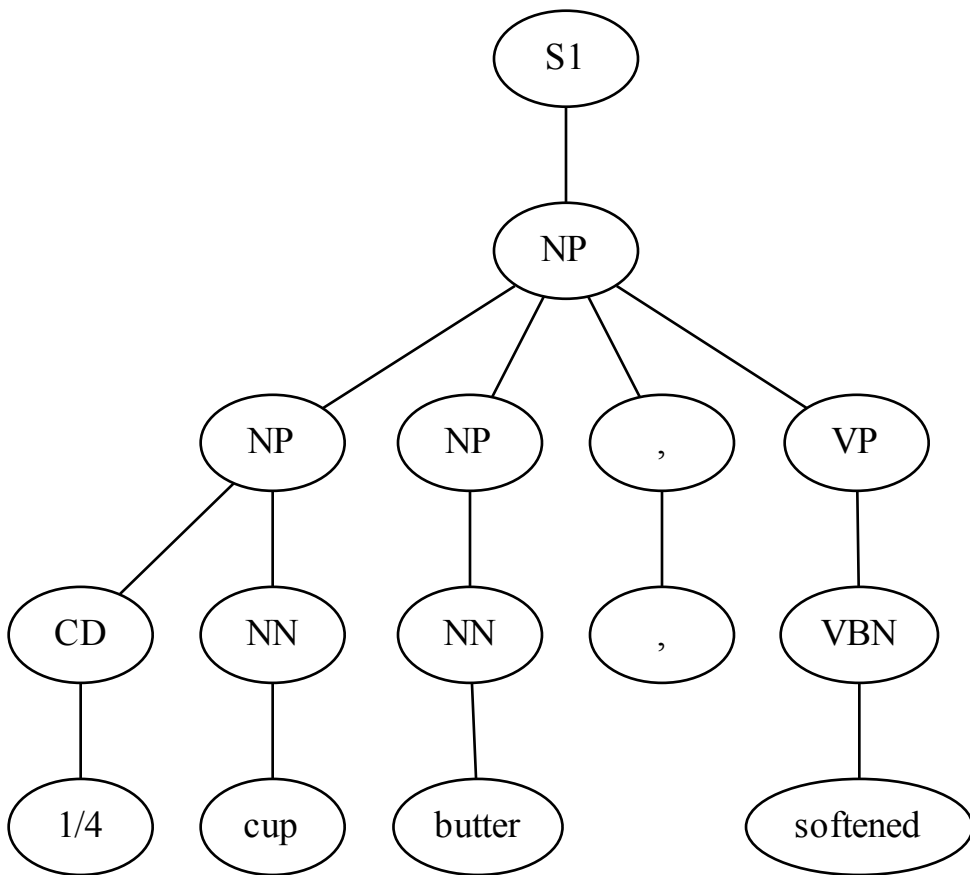 S1
NP
NP NP , VP
CD NN NN , VBN
1/4 cup butter softened